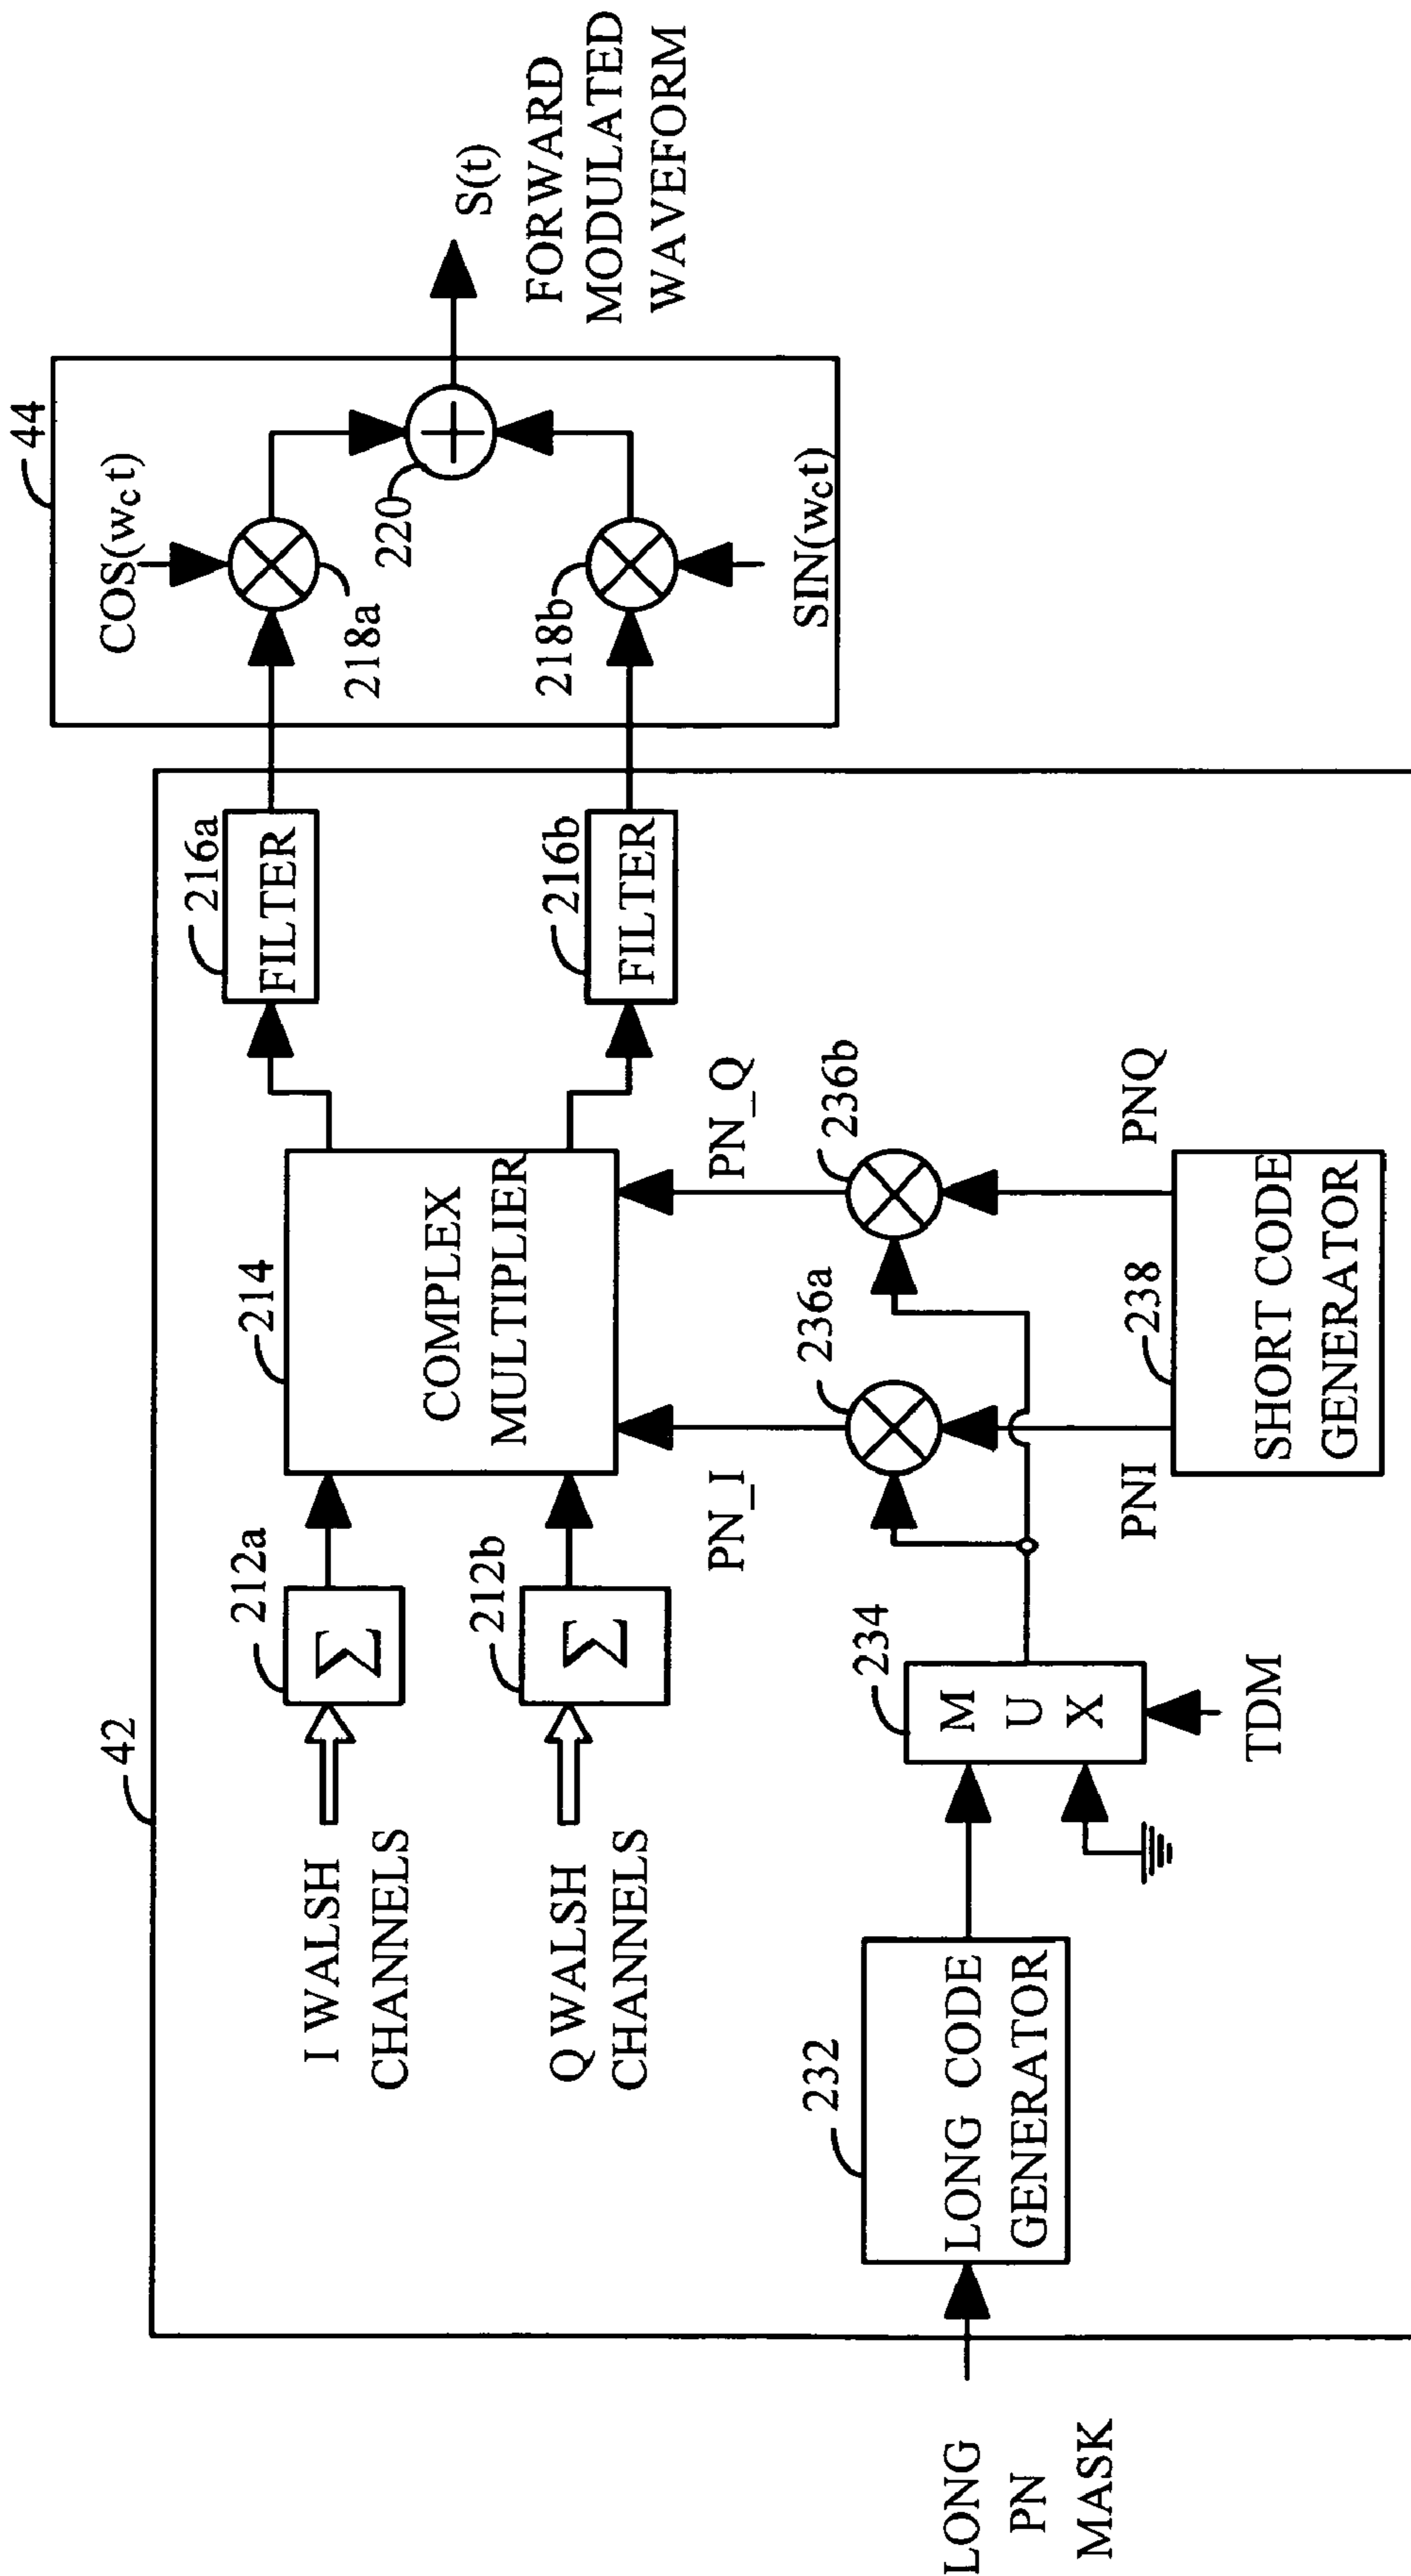 42
44
I WALSH
CHANNELS
212a
Σ
Q WALSH
CHANNELS
212b
Σ
214
COMPLEX
MULTIPLIER
216a
FILTER
216b
FILTER
COS(wct)
218a
218b
SIN(wct)
220
S(t)
FORWARD
MODULATED
WAVEFORM
PN_I
PN_Q
236a
236b
LONG
PN
MASK
232
LONG CODE
GENERATOR
234
M
U
X
TDM
PNI
PNQ
238
SHORT CODE
GENERATOR